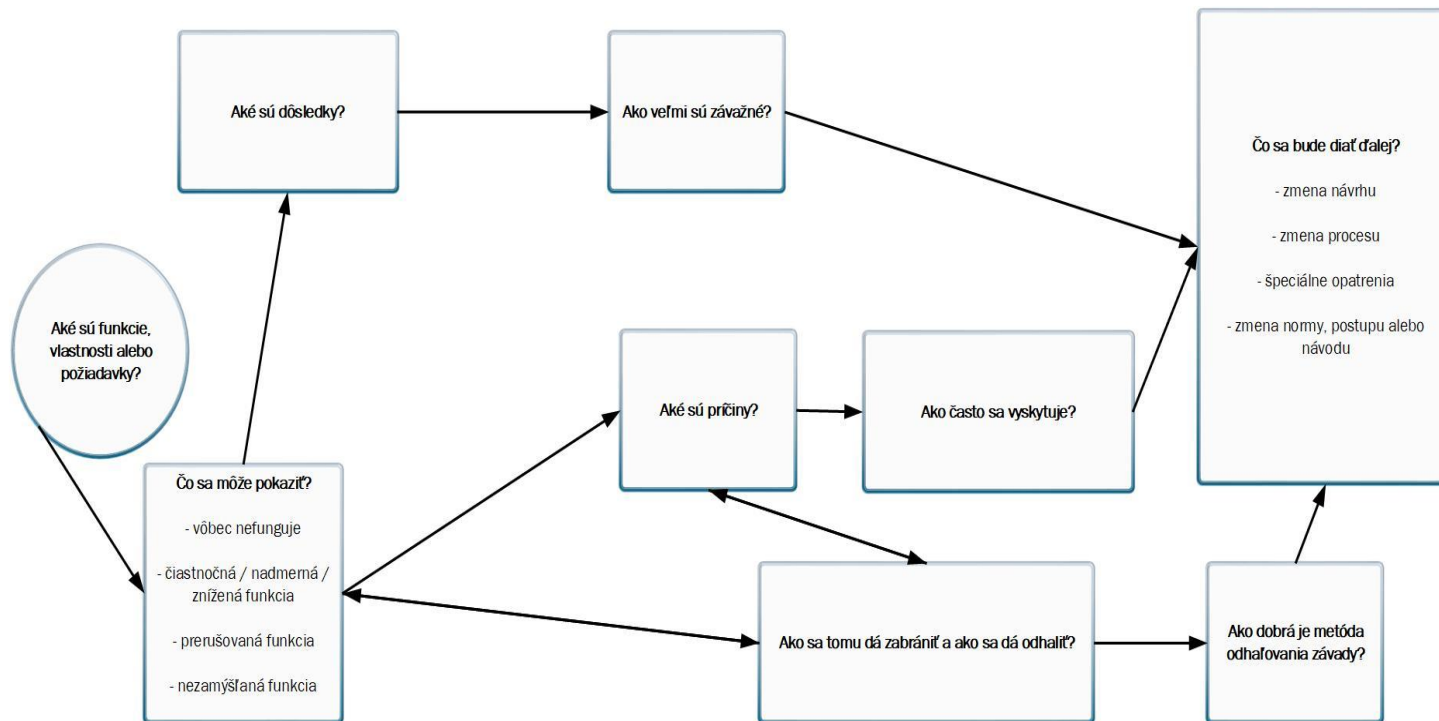 Aké sú dôsledky?
Ako veľmi sú závažné?
Čo sa bude diať ďalej?
- zmena návrhu
- zmena procesu
- špeciálne opatrenia
- zmena normy, postupu alebo
návodu
Aké sú funkcie,
vlastnosti alebo
požiadavky?
Aké sú príčiny?
Ako často sa vyskytuje?
Čo sa môže pokaziť?
- vôbec nefunguje
- čiastnočná / nadmerná /
znížená funkcia
- prerušovaná funkcia
- nezamýšľaná funkcia
Ako sa tomu dá zabrániť a ako sa dá odhaliť?
Ako dobrá je metóda
odhaľovania závady?